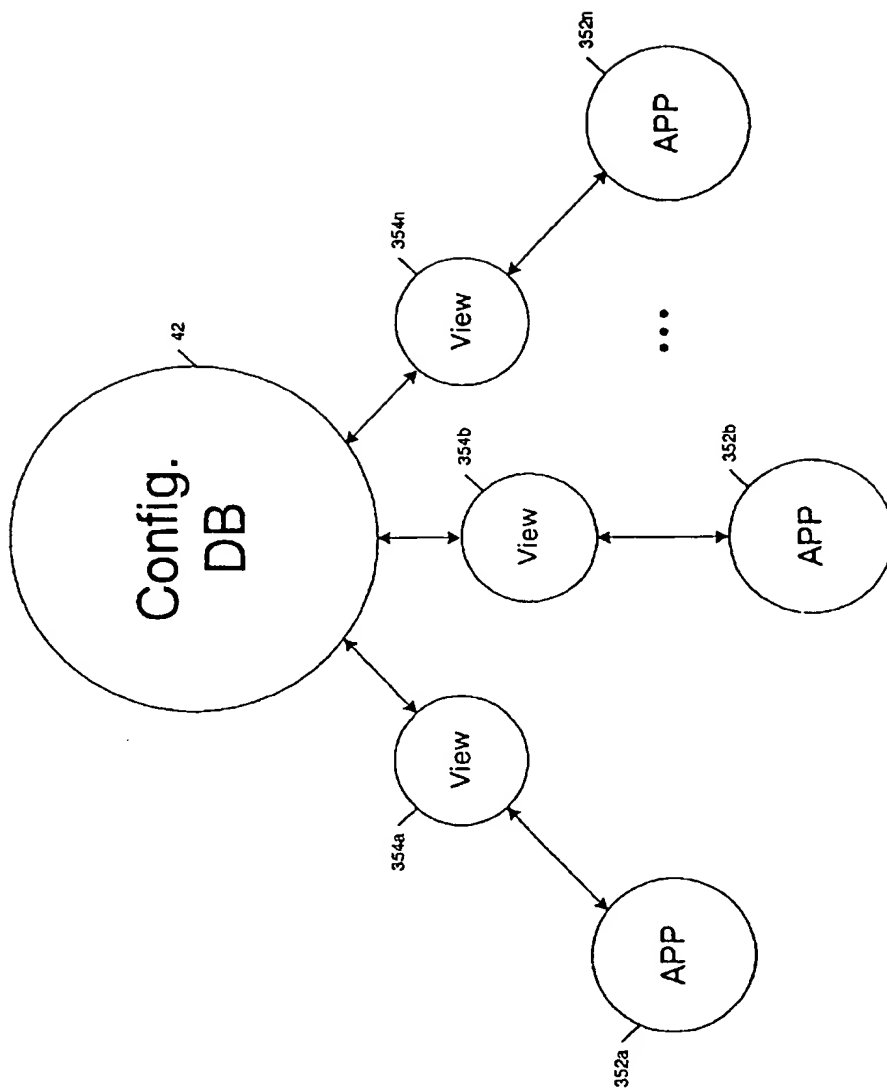 42
Config.
DB
354a
View
354b
View
354n
View
352a
APP
352b
APP
...
352n
APP